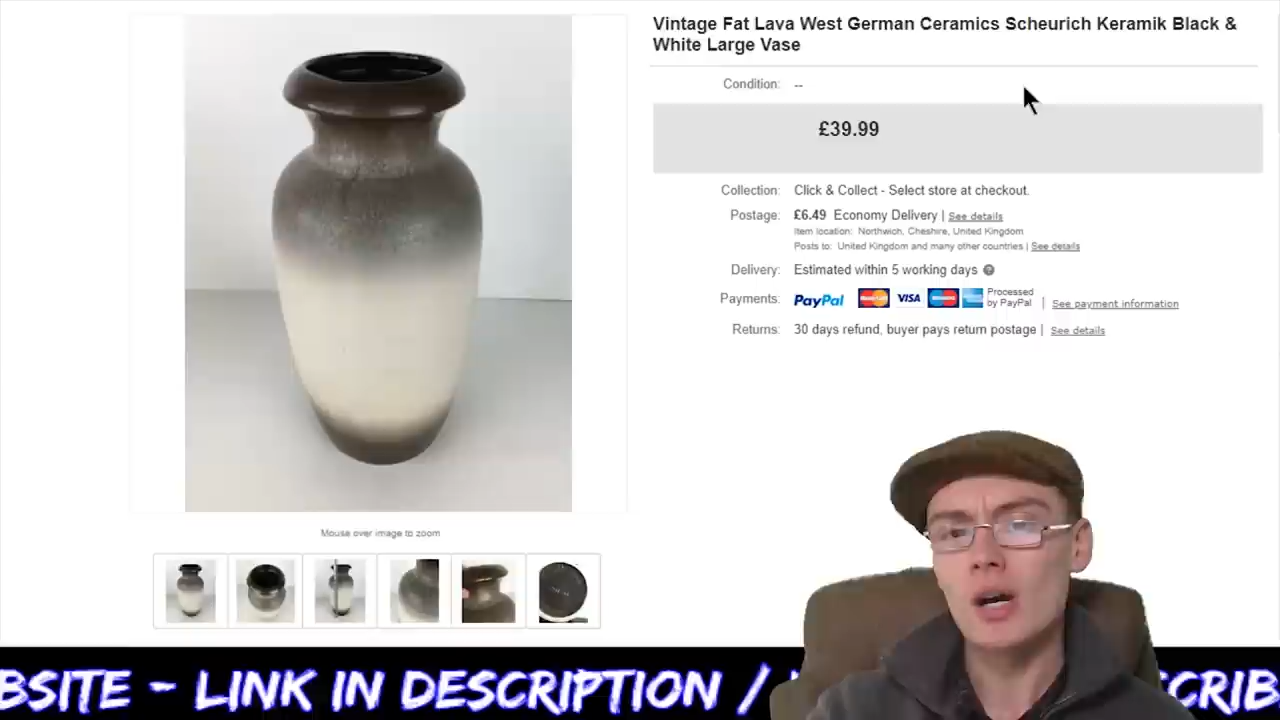 Vintage Fat Lava West German Ceramics Scheurich Keramik Black &
White Large Vase
Condition: --
£39.99
Collection: Click & Collect - Select store at checkout.
Postage: £6.49 Economy Delivery | See details
Item location: Northwich, Cheshire, United Kingdom
Posts to: United Kingdom and many other countries | See details
Delivery: Estimated within 5 working days
Payments: PayPal VISA Processed
by PayPal | See payment information
Returns: 30 days refund, buyer pays return postage | See details
Mouse over image to zoom
BSITE - LINK IN DESCRIPTION / SCRIB